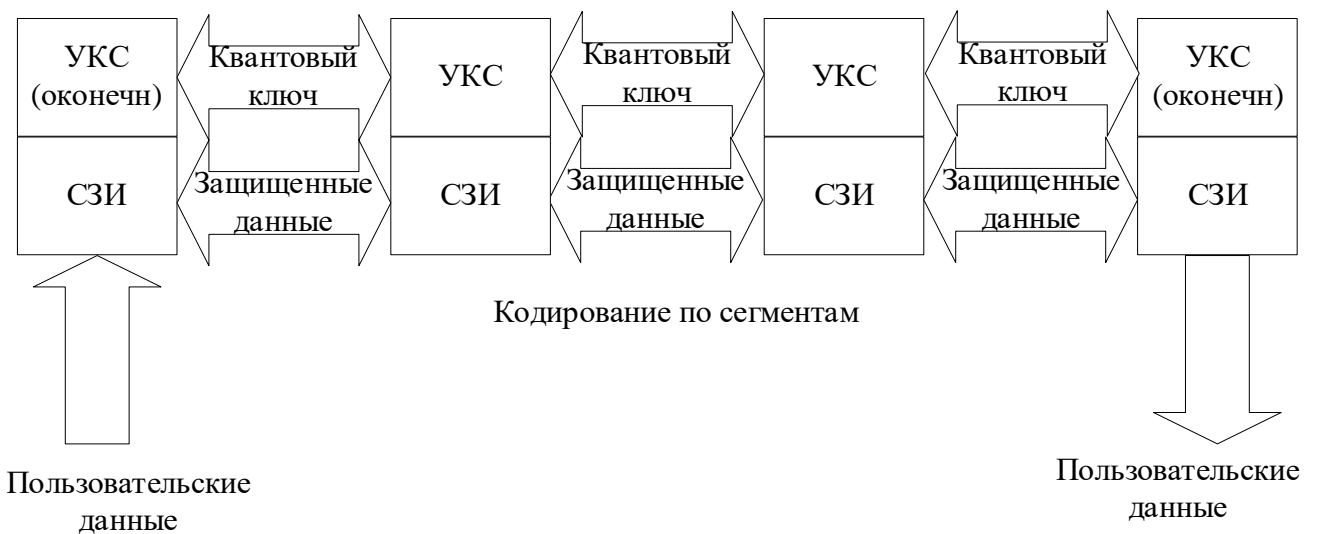 УКС
(оконечн)
Квантовый
ключ
УКС
Квантовый
ключ
УКС
Квантовый
ключ
УКС
(оконечн)
СЗИ
Защищенные
данные
СЗИ
Защищенные
данные
СЗИ
Защищенные
данные
СЗИ
Кодирование по сегментам
Пользовательские
данные
Пользовательские
данные